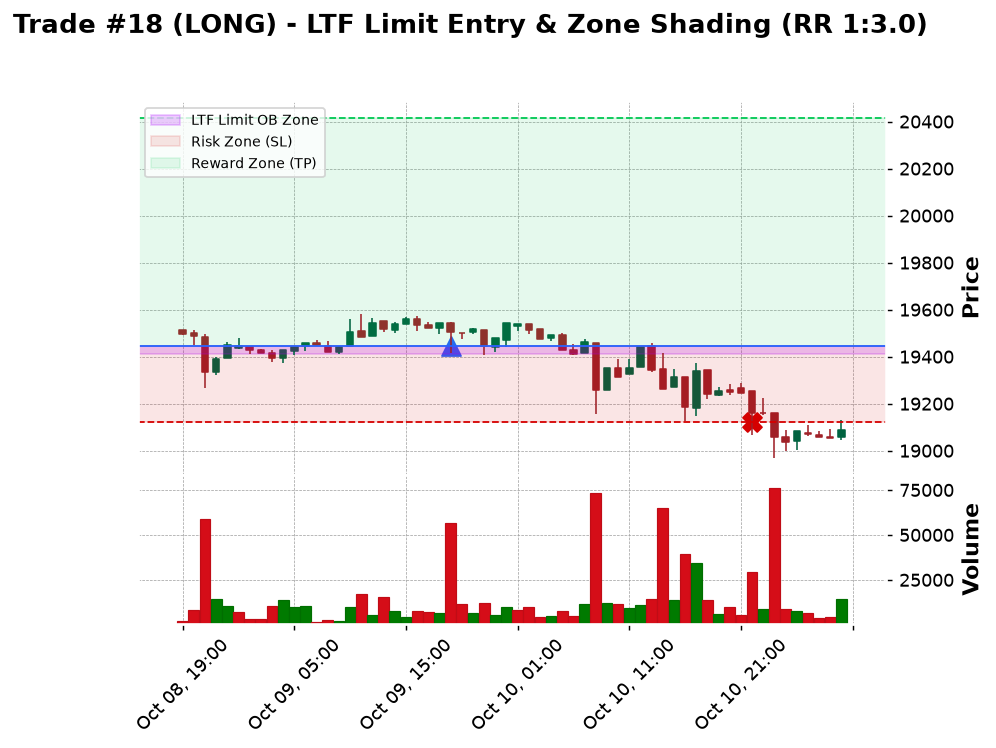 Trade #18 (LONG) - LTF Limit Entry & Zone Shading (RR 1:3.0)
LTF Limit OB Zone
Risk Zone (SL)
Reward Zone (TP)
20400
20200
20000
19800
19600
19400
19200
19000
Price
75000
50000
25000
Volume
Oct 08, 19:00
Oct 09, 05:00
Oct 09, 15:00
Oct 10, 01:00
Oct 10, 11:00
Oct 10, 21:00